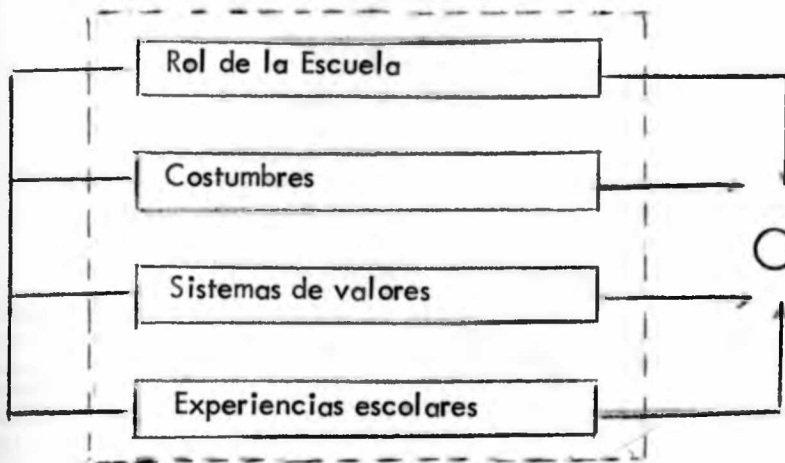 Rol de la Escuela
Costumbres
Sistemas de valores
Experiencias escolares